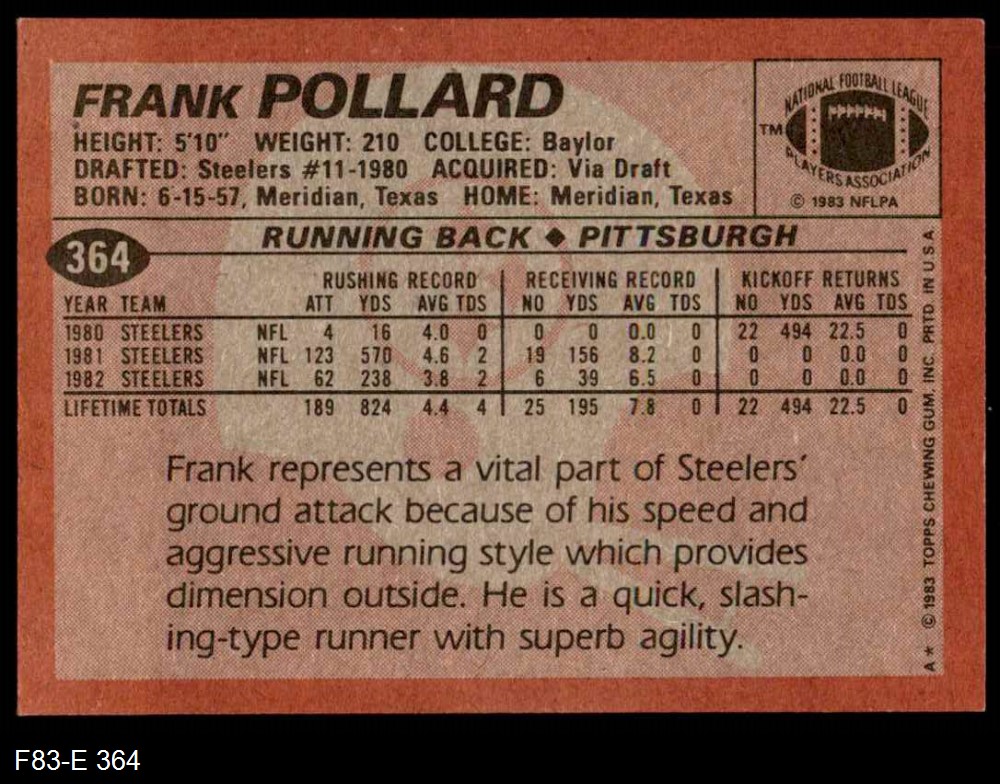 FRANK POLLARD
HEIGHT: 5'10" WEIGHT: 210 COLLEGE: Baylor
DRAFTED: Steelers #11-1980 ACQUIRED: Via Draft
BORN: 6-15-57, Meridian, Texas HOME: Meridian, Texas
NATIONAL FOOTBALL LEAGUE
TM
PLAYERS ASSOCIATION
© 1983 NFLPA
364
RUNNING BACK ◆ PITTSBURGH
RUSHING RECORD RECEIVING RECORD KICKOFF RETURNS
YEAR TEAM ATT YDS AVG TDS NO YDS AVG TDS NO YDS AVG TDS
1980 STEELERS NFL 4 16 4.0 0 0 0 0.0 0 22 494 22.5 0
1981 STEELERS NFL 123 570 4.6 2 19 156 8.2 0 0 0 0.0 0
1982 STEELERS NFL 62 238 3.8 2 6 39 6.5 0 0 0 0.0 0
LIFETIME TOTALS 189 824 4.4 4 25 195 7.8 0 22 494 22.5 0
Frank represents a vital part of Steelers'
ground attack because of his speed and
aggressive running style which provides
dimension outside. He is a quick, slash-
ing-type runner with superb agility.
A* © 1983 TOPPS CHEWING GUM, INC. PRTD IN U.S.A.
F83-E 364